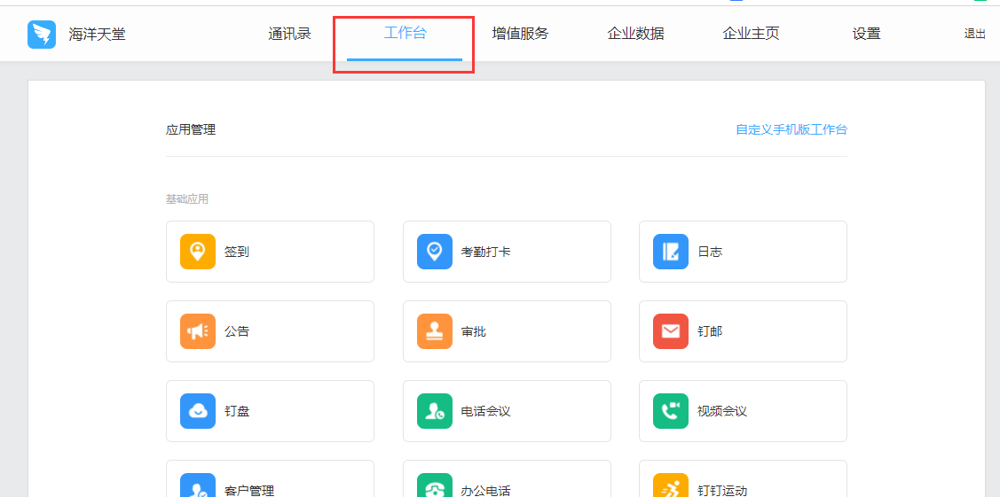 海洋天堂 通讯录 工作台 增值服务 企业数据 企业主页 设置 退出
应用管理 自定义手机版工作台
基础应用
签到 考勤打卡 日志
公告 审批 钉邮
钉盘 电话会议 视频会议
客户管理 办公电话 钉钉运动